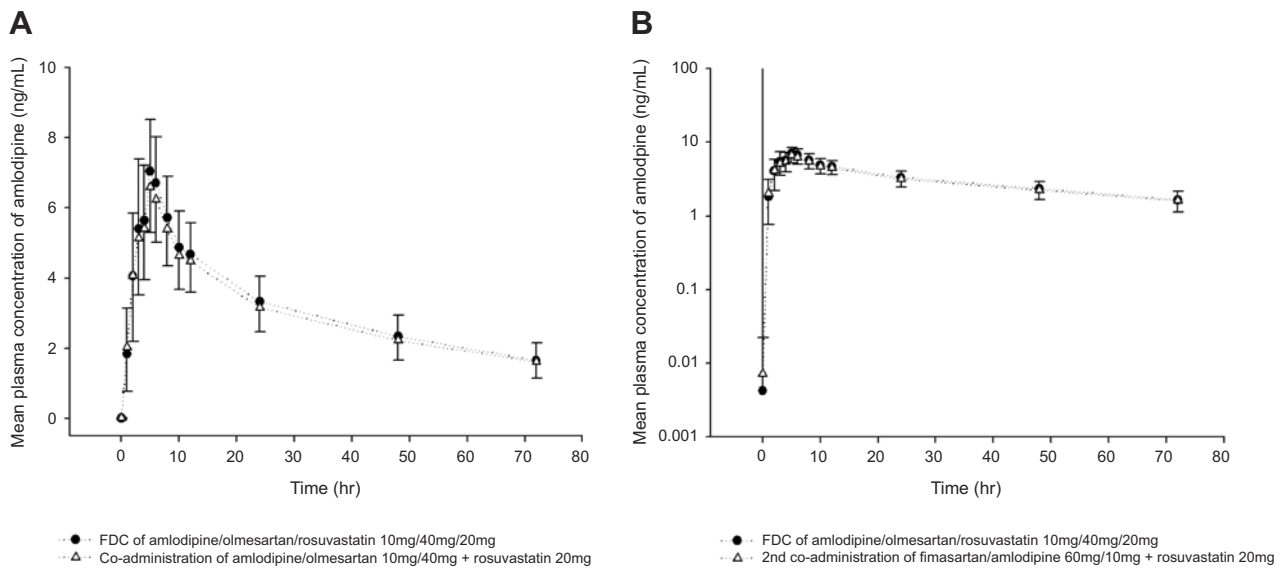 A
Mean plasma concentration of amlodipine (ng/mL)
10
8
6
4
2
0
0 10 20 30 40 50 60 70 80
Time (hr)
FDC of amlodipine/olmesartan/rosuvastatin 10mg/40mg/20mg
Co-administration of amlodipine/olmesartan 10mg/40mg + rosuvastatin 20mg
B
Mean plasma concentration of amlodpine (ng/mL)
100
10
1
0.1
0.01
0.001
0 10 20 30 40 50 60 70 80
Time (hr)
FDC of amlodipine/olmesartan/rosuvastatin 10mg/40mg/20mg
2nd co-administration of fimasartan/amlodipine 60mg/10mg + rosuvastatin 20mg